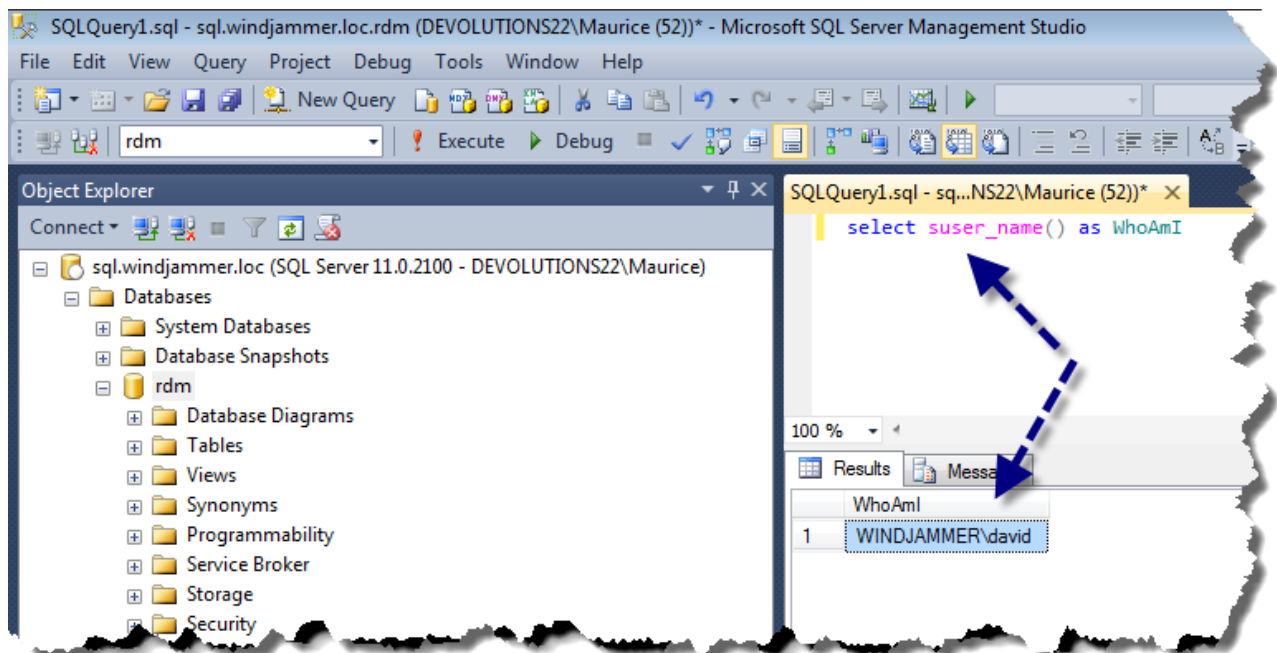 SQLQuery1.sql - sql.windjammer.loc.rdm (DEVOLUTIONS22\Maurice (52))* - Microsoft SQL Server Management Studio
File Edit View Query Project Debug Tools Window Help
New Query
rdm Execute Debug
Object Explorer
Connect
sql.windjammer.loc (SQL Server 11.0.2100 - DEVOLUTIONS22\Maurice)
Databases
System Databases
Database Snapshots
rdm
Database Diagrams
Tables
Views
Synonyms
Programmability
Service Broker
Storage
Security
SQLQuery1.sql - sq...NS22\Maurice (52))*
select suser_name() as WhoAmI
100 %
Results
WhoAmI
1 WINDJAMMER\david